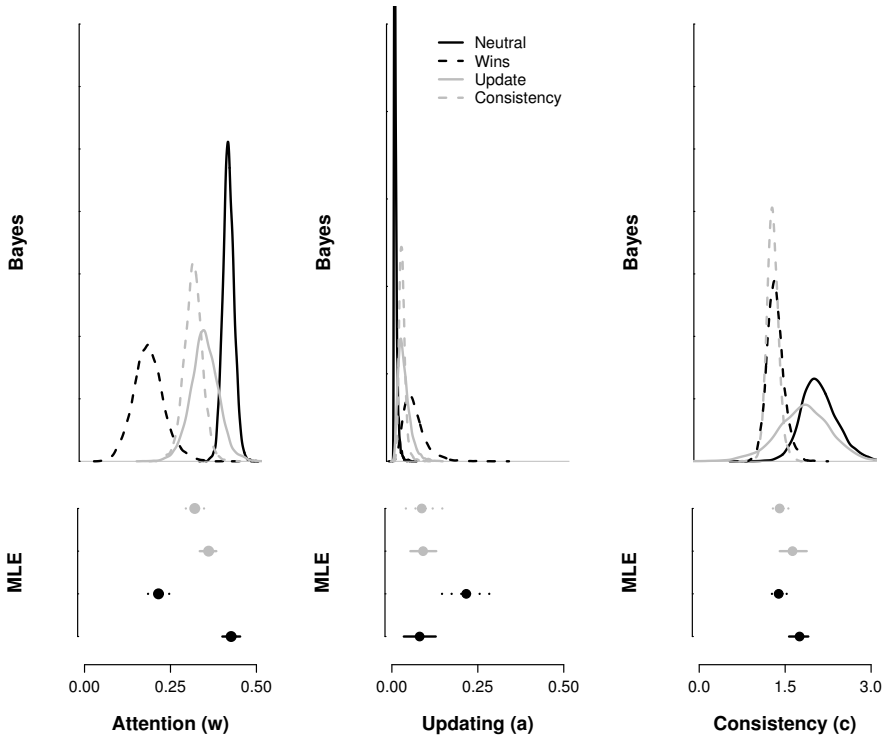 Neutral
Wins
Update
Consistency
Bayes
Bayes
Bayes
MLE
MLE
MLE
0.00 0.25 0.50
0.00 0.25 0.50
0.0 1.5 3.0
Attention (w)
Updating (a)
Consistency (c)